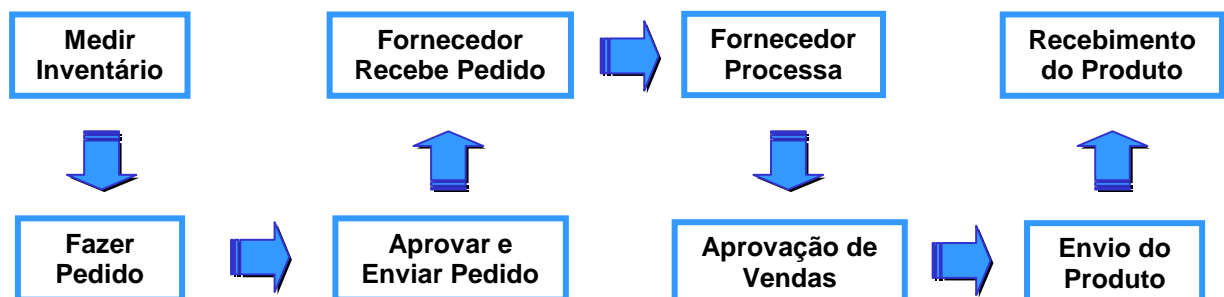 Medir
Inventário
Fornecedor
Recebe Pedido
Fornecedor
Processa
Recebimento
do Produto
Fazer
Pedido
Aprovar e
Enviar Pedido
Aprovação de
Vendas
Envio do
Produto